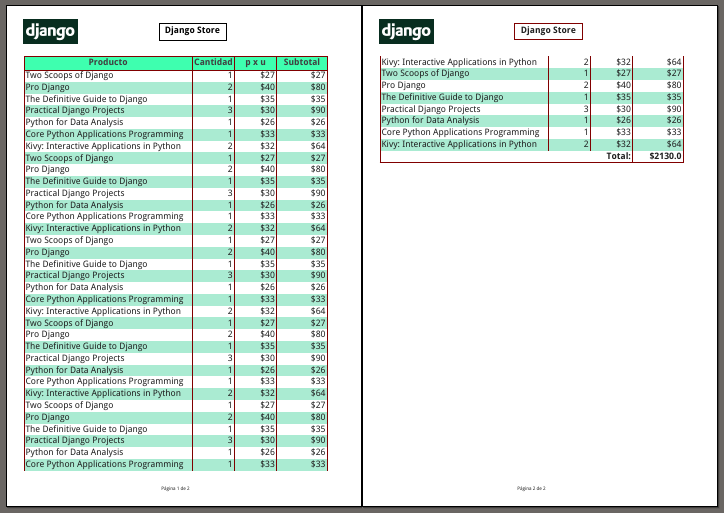 django
Django Store
Producto Cantidad p x u Subtotal
Two Scoops of Django 1 $27 $27
Pro Django 2 $40 $80
The Definitive Guide to Django 1 $35 $35
Practical Django Projects 3 $30 $90
Python for Data Analysis 1 $26 $26
Core Python Applications Programming 1 $33 $33
Kivy: Interactive Applications in Python 2 $32 $64
Two Scoops of Django 1 $27 $27
Pro Django 2 $40 $80
The Definitive Guide to Django 1 $35 $35
Practical Django Projects 3 $30 $90
Python for Data Analysis 1 $26 $26
Core Python Applications Programming 1 $33 $33
Kivy: Interactive Applications in Python 2 $32 $64
Two Scoops of Django 1 $27 $27
Pro Django 2 $40 $80
The Definitive Guide to Django 1 $35 $35
Practical Django Projects 3 $30 $90
Python for Data Analysis 1 $26 $26
Core Python Applications Programming 1 $33 $33
Kivy: Interactive Applications in Python 2 $32 $64
Two Scoops of Django 1 $27 $27
Pro Django 2 $40 $80
The Definitive Guide to Django 1 $35 $35
Practical Django Projects 3 $30 $90
Python for Data Analysis 1 $26 $26
Core Python Applications Programming 1 $33 $33
Kivy: Interactive Applications in Python 2 $32 $64
Two Scoops of Django 1 $27 $27
Pro Django 2 $40 $80
The Definitive Guide to Django 1 $35 $35
Practical Django Projects 3 $30 $90
Python for Data Analysis 1 $26 $26
Core Python Applications Programming 1 $33 $33
Página 1 de 2
django
Django Store
Kivy: Interactive Applications in Python 2 $32 $64
Two Scoops of Django 1 $27 $27
Pro Django 2 $40 $80
The Definitive Guide to Django 1 $35 $35
Practical Django Projects 3 $30 $90
Python for Data Analysis 1 $26 $26
Core Python Applications Programming 1 $33 $33
Kivy: Interactive Applications in Python 2 $32 $64
Total: $2130.0
Página 2 de 2